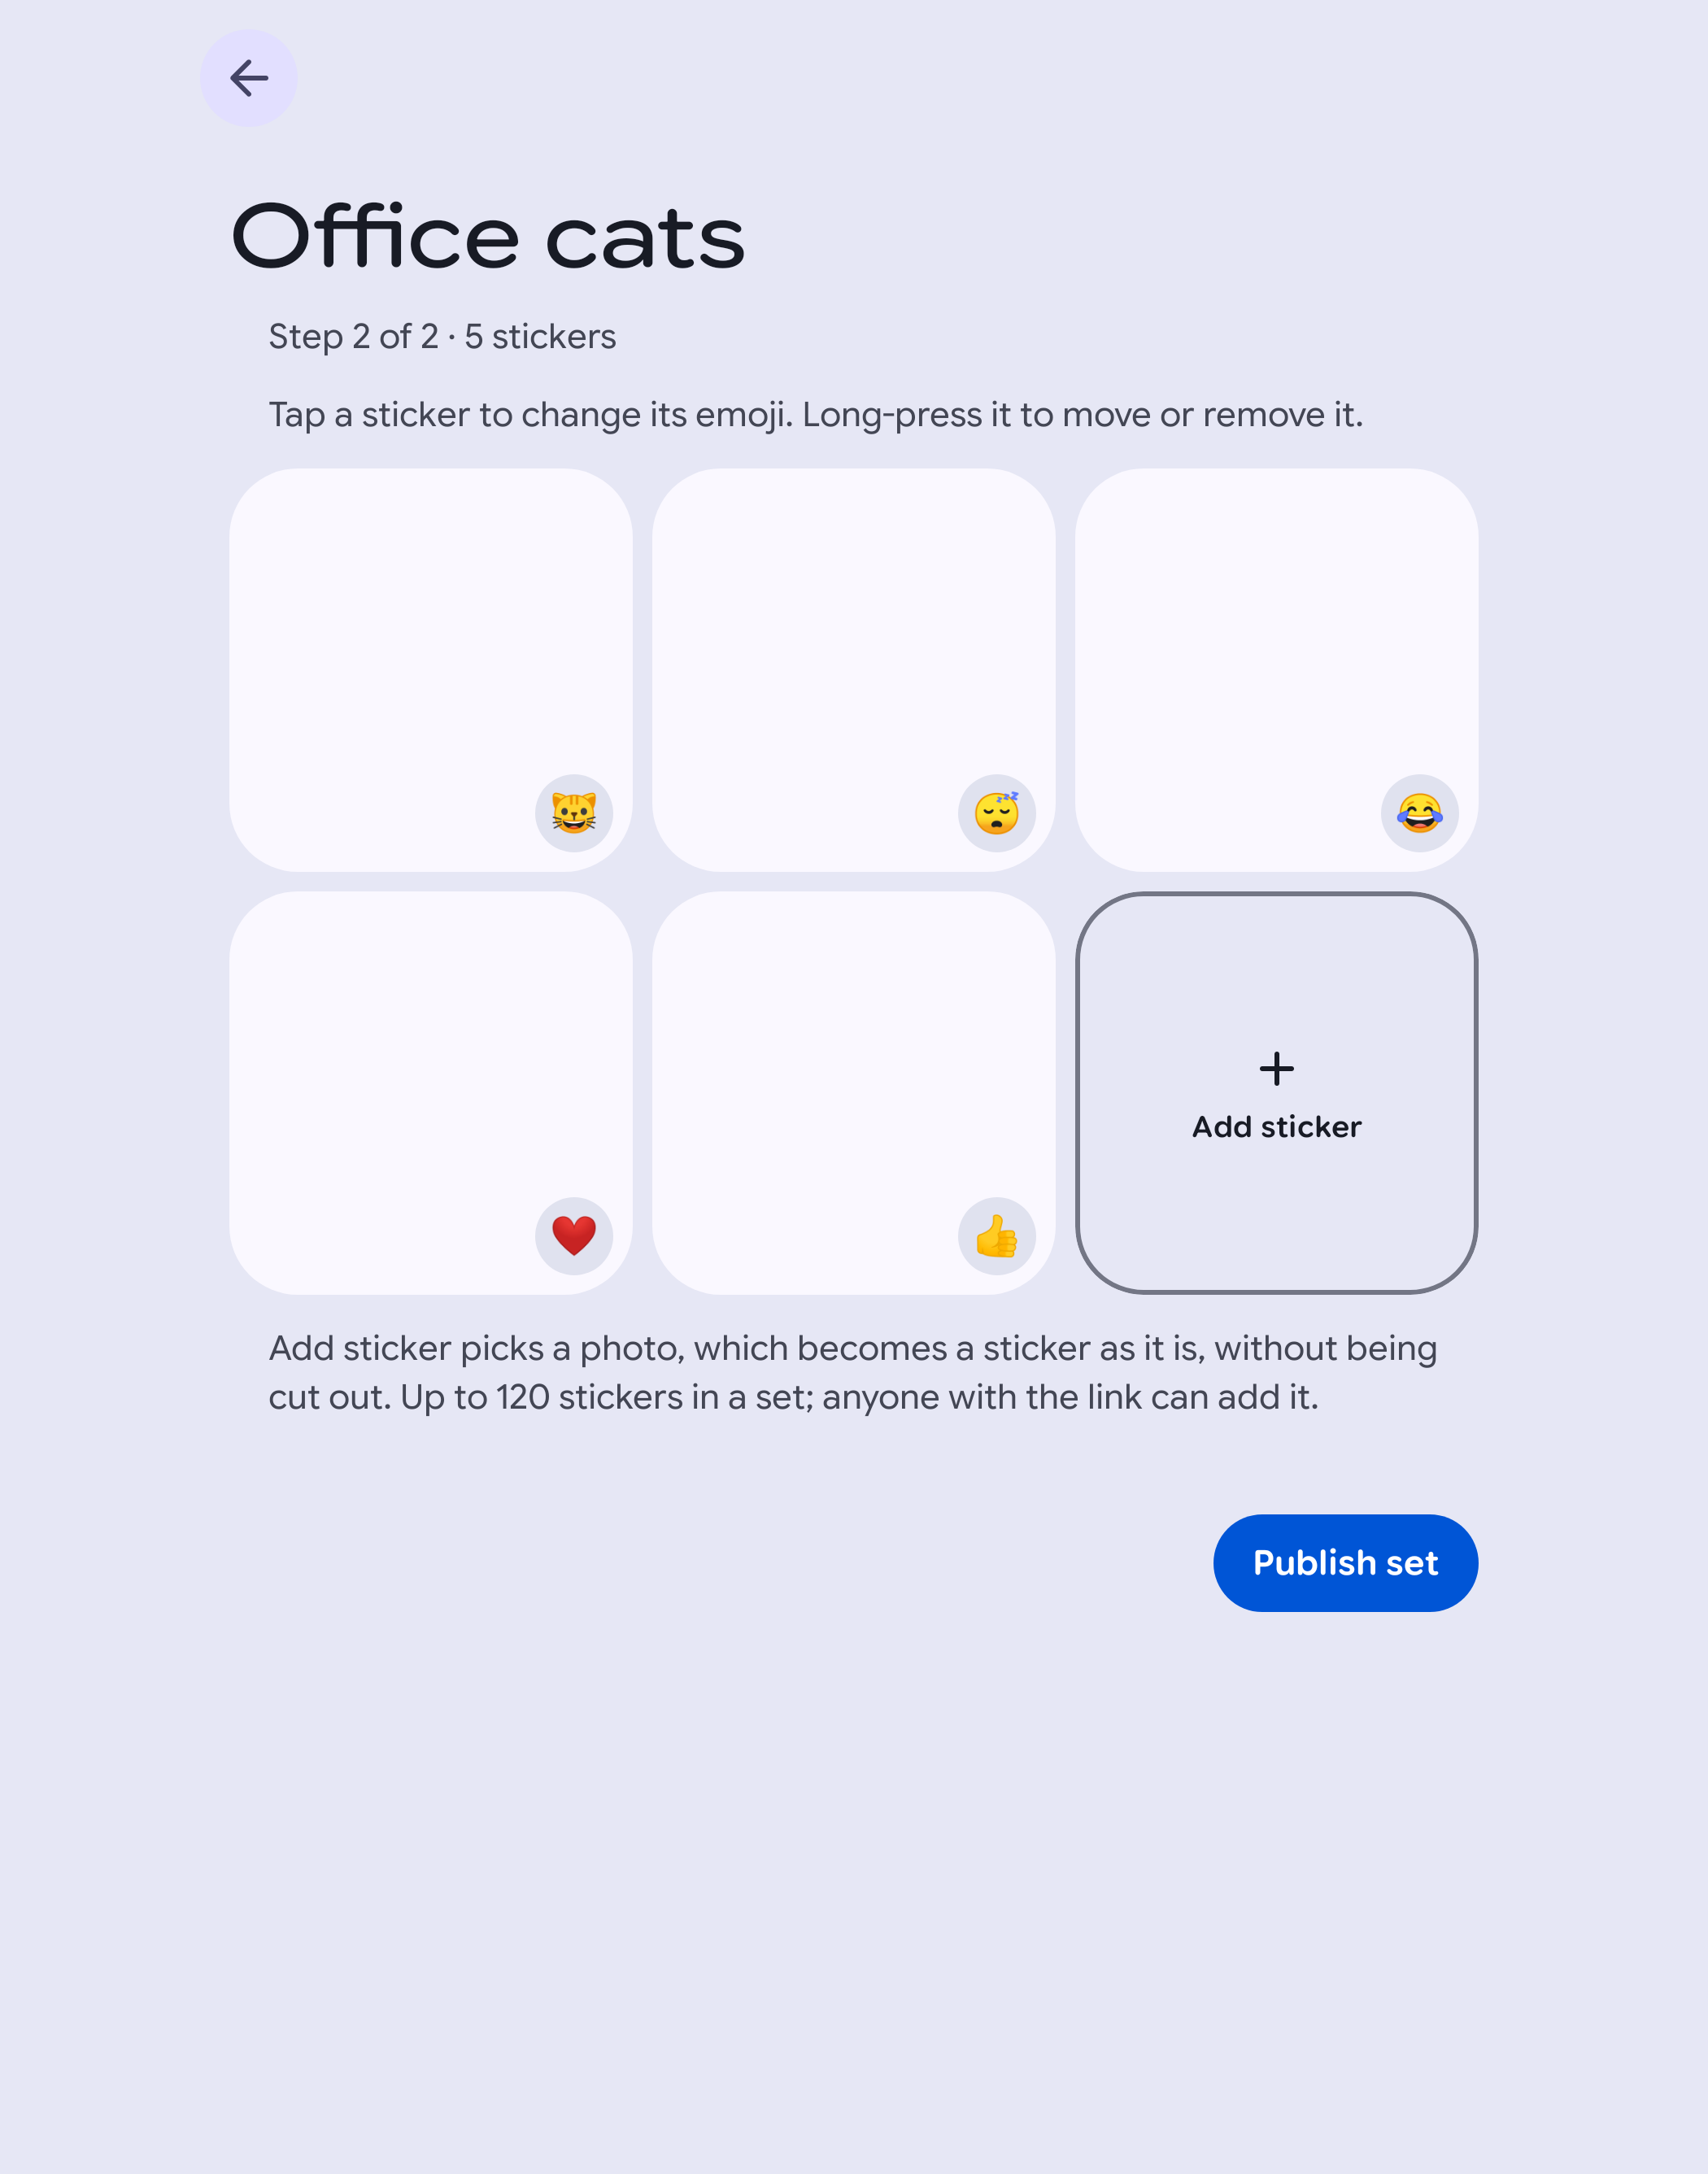 Office cats
Step 2 of 2 · 5 stickers
Tap a sticker to change its emoji. Long-press it to move or remove it.
Add sticker
Add sticker picks a photo, which becomes a sticker as it is, without being
cut out. Up to 120 stickers in a set; anyone with the link can add it.
Publish set